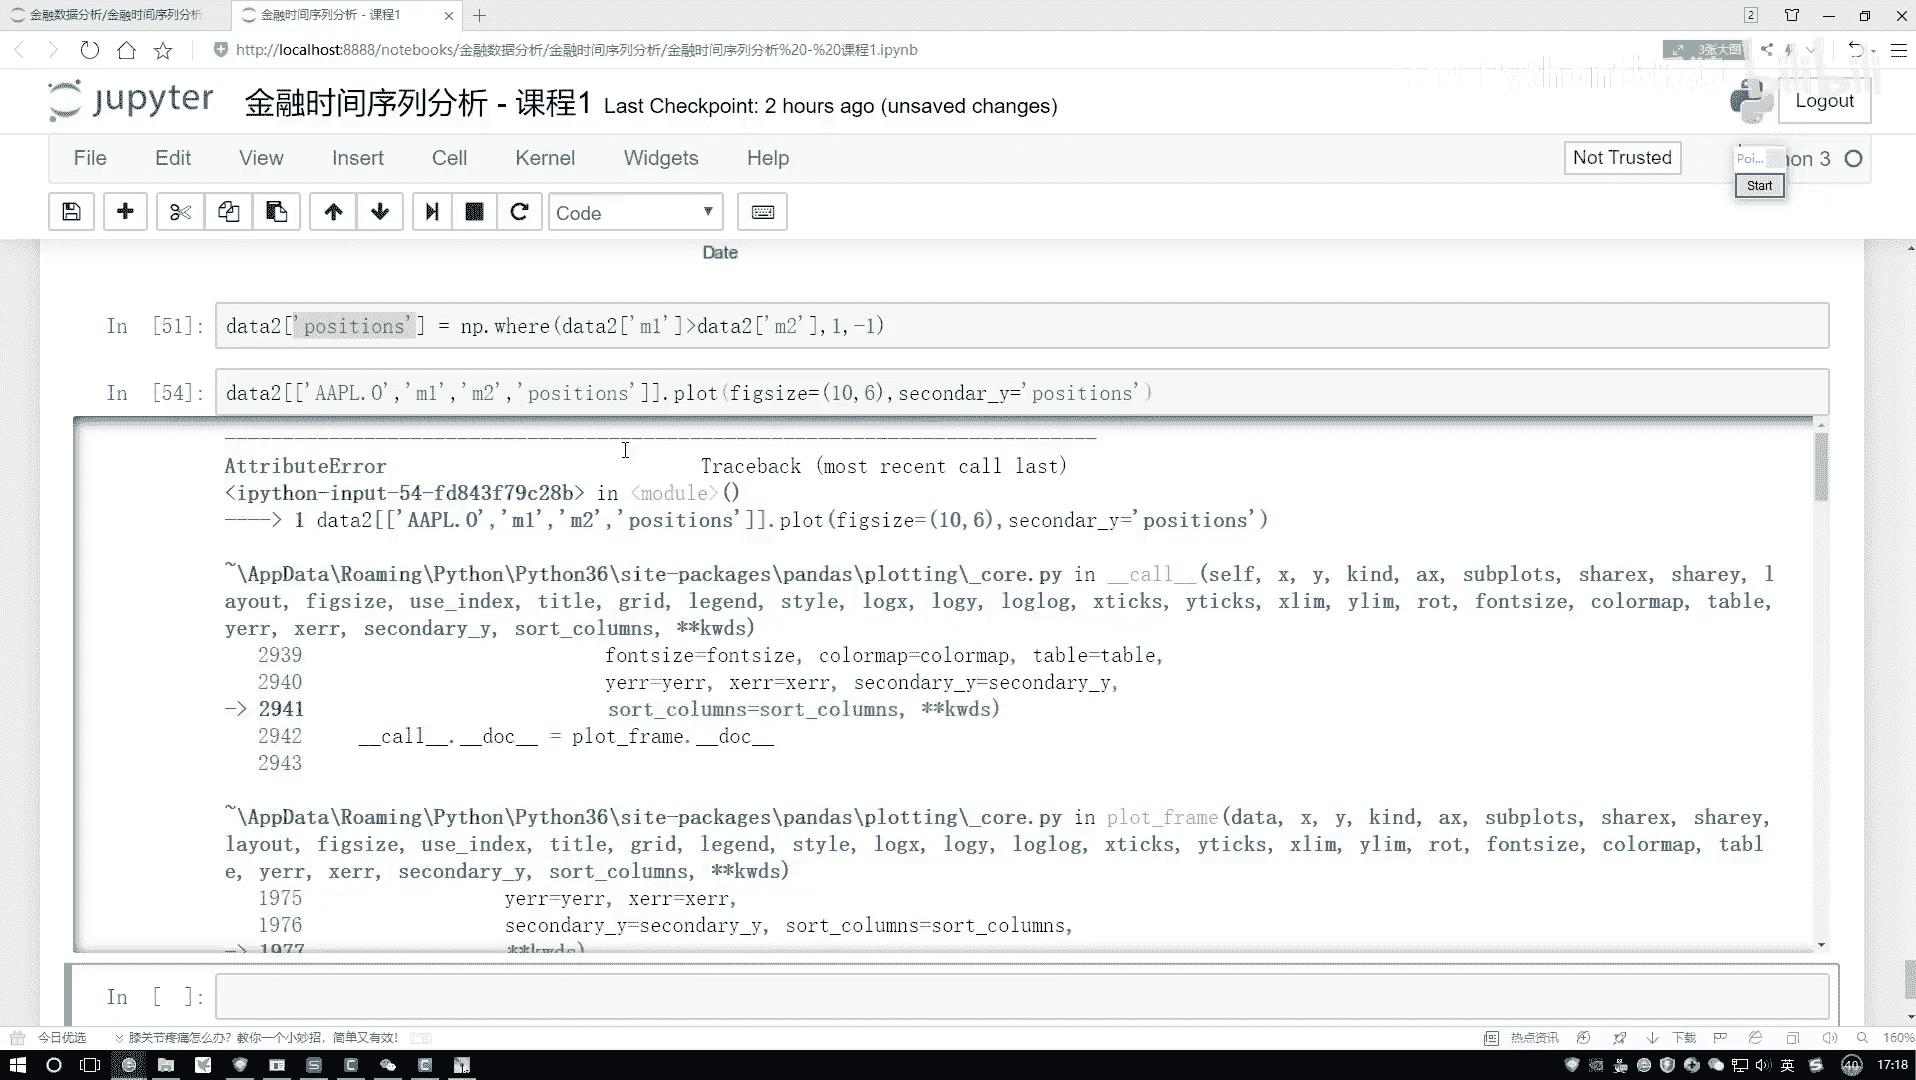 金融数据分析/金融时间序列分析
金融时间序列分析 - 课程1
2
http://localhost:8888/notebooks/金融数据分析/金融时间序列分析/金融时间序列分析%20-%20课程1.ipynb
3张大图
bilibili
jupyter
金融时间序列分析 - 课程1 Last Checkpoint: 2 hours ago (unsaved changes)
Logout
File Edit View Insert Cell Kernel Widgets Help
Not Trusted
Poi...
hon 3
Start
Code
Date
In [51]:
data2['positions'] = np.where(data2['m1']>data2['m2'],1,-1)
In [54]:
data2[['AAPL.O','m1','m2','positions']].plot(figsize=(10,6),secondar_y='positions')
---------------------------------------------------------------------------
AttributeError Traceback (most recent call last)
<ipython-input-54-fd843f79c28b> in <module>()
----> 1 data2[['AAPL.O','m1','m2','positions']].plot(figsize=(10,6),secondar_y='positions')
~\AppData\Roaming\Python\Python36\site-packages\pandas\plotting\_core.py in __call__(self, x, y, kind, ax, subplots, sharex, sharey, l
ayout, figsize, use_index, title, grid, legend, style, logx, logy, loglog, xticks, yticks, xlim, ylim, rot, fontsize, colormap, table,
yerr, xerr, secondary_y, sort_columns, **kwds)
2939 fontsize=fontsize, colormap=colormap, table=table,
2940 yerr=yerr, xerr=xerr, secondary_y=secondary_y,
-> 2941 sort_columns=sort_columns, **kwds)
2942 __call__.__doc__ = plot_frame.__doc__
2943
~\AppData\Roaming\Python\Python36\site-packages\pandas\plotting\_core.py in plot_frame(data, x, y, kind, ax, subplots, sharex, sharey,
layout, figsize, use_index, title, grid, legend, style, logx, logy, loglog, xticks, yticks, xlim, ylim, rot, fontsize, colormap, tabl
e, yerr, xerr, secondary_y, sort_columns, **kwds)
1975 yerr=yerr, xerr=xerr,
1976 secondary_y=secondary_y, sort_columns=sort_columns,
-> 1977 **kwds)
In [ ]:
今日优选 膝关节疼痛怎么办？教你一个小妙招，简单又有效！
热点资讯 下载 160%
英 40 17:18